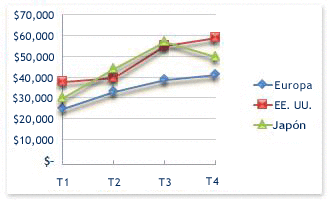 $70,000
$60,000
$50,000
$40,000
$30,000
$20,000
$10,000
$-
T1 T2 T3 T4
Europa
EE. UU.
Japón